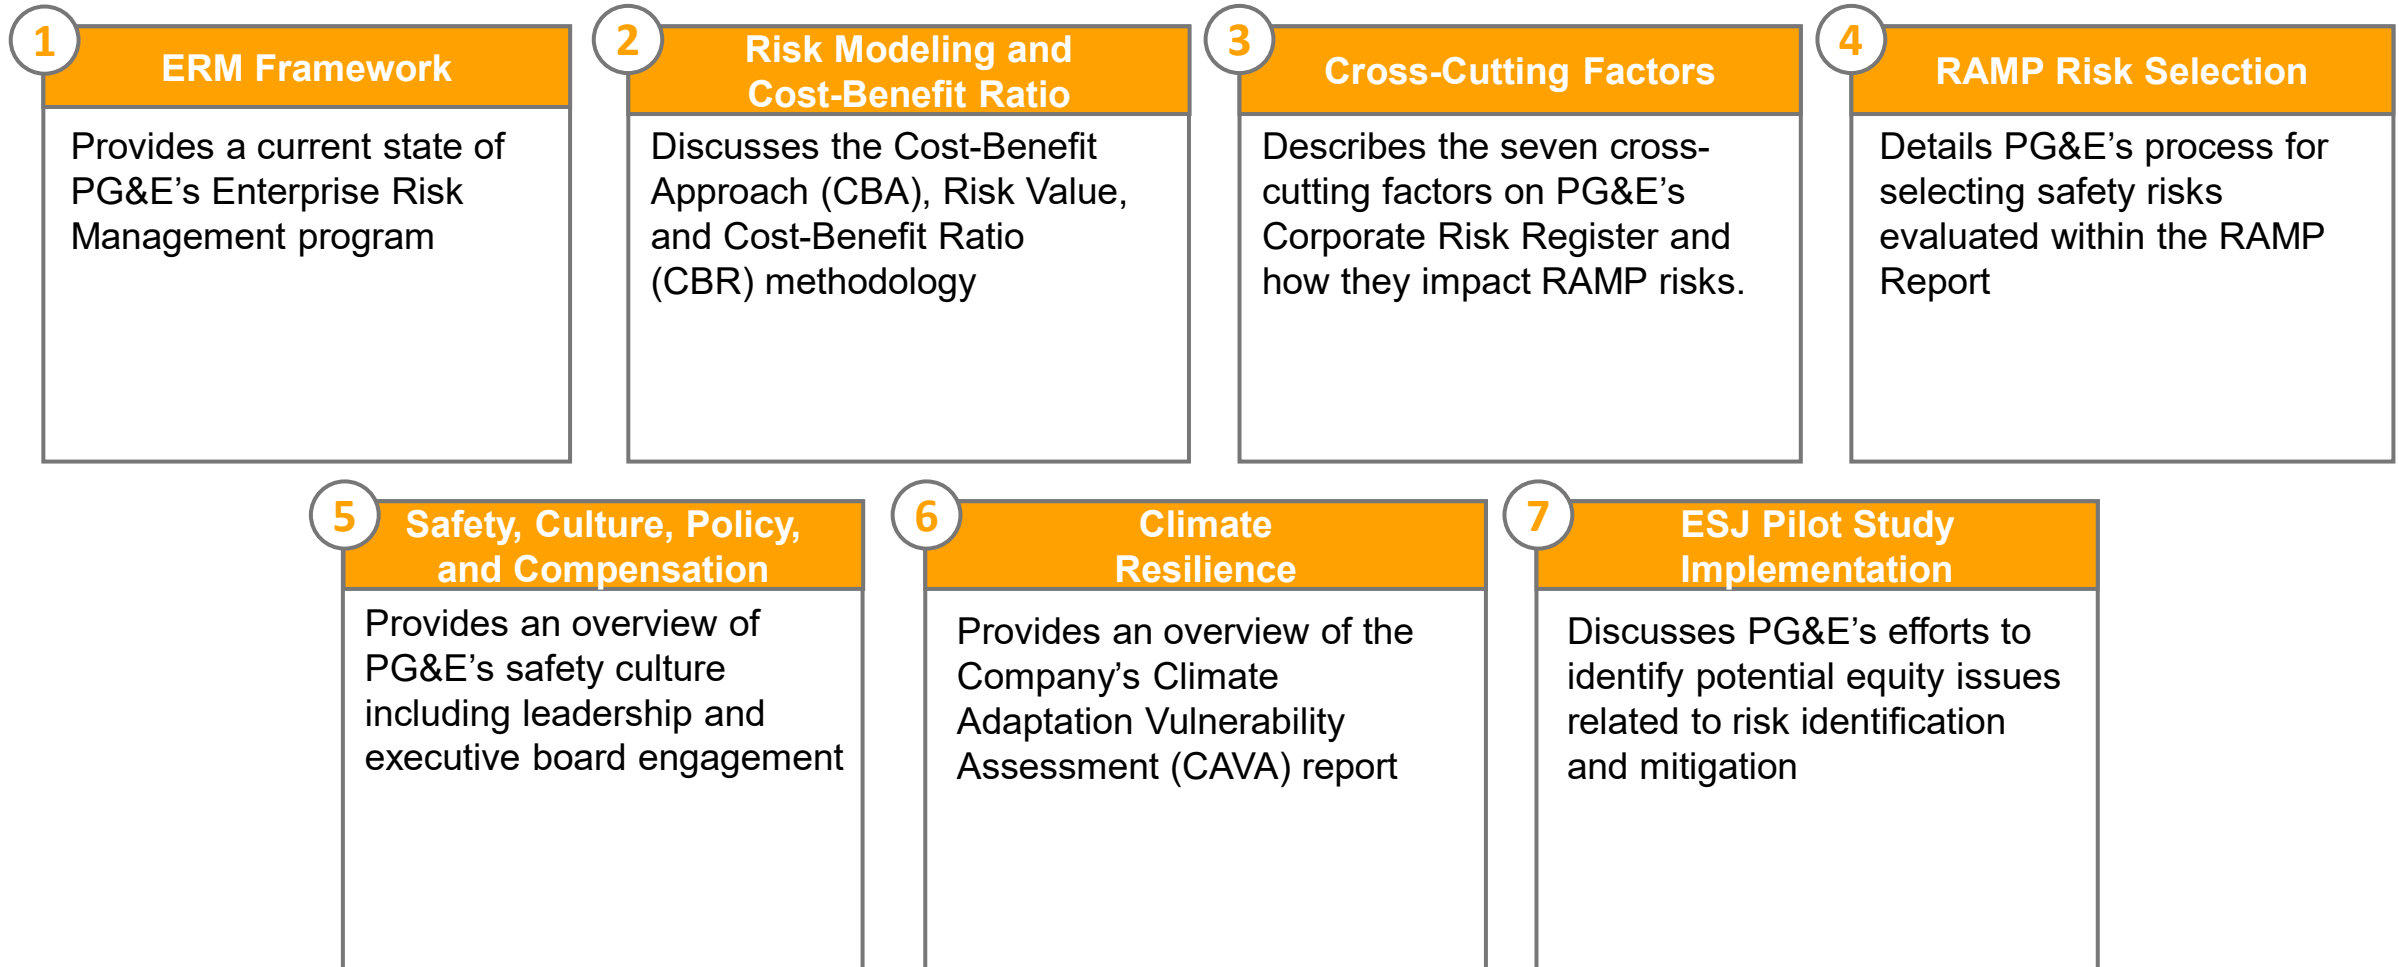 1
ERM Framework
Provides a current state of
PG&E’s Enterprise Risk
Management program
2
Risk Modeling and
Cost-Benefit Ratio
Discusses the Cost-Benefit
Approach (CBA), Risk Value,
and Cost-Benefit Ratio
(CBR) methodology
3
Cross-Cutting Factors
Describes the seven cross-
cutting factors on PG&E’s
Corporate Risk Register and
how they impact RAMP risks.
4
RAMP Risk Selection
Details PG&E’s process for
selecting safety risks
evaluated within the RAMP
Report
5
Safety, Culture, Policy,
and Compensation
Provides an overview of
PG&E’s safety culture
including leadership and
executive board engagement
6
Climate
Resilience
Provides an overview of the
Company’s Climate
Adaptation Vulnerability
Assessment (CAVA) report
7
ESJ Pilot Study
Implementation
Discusses PG&E’s efforts to
identify potential equity issues
related to risk identification
and mitigation